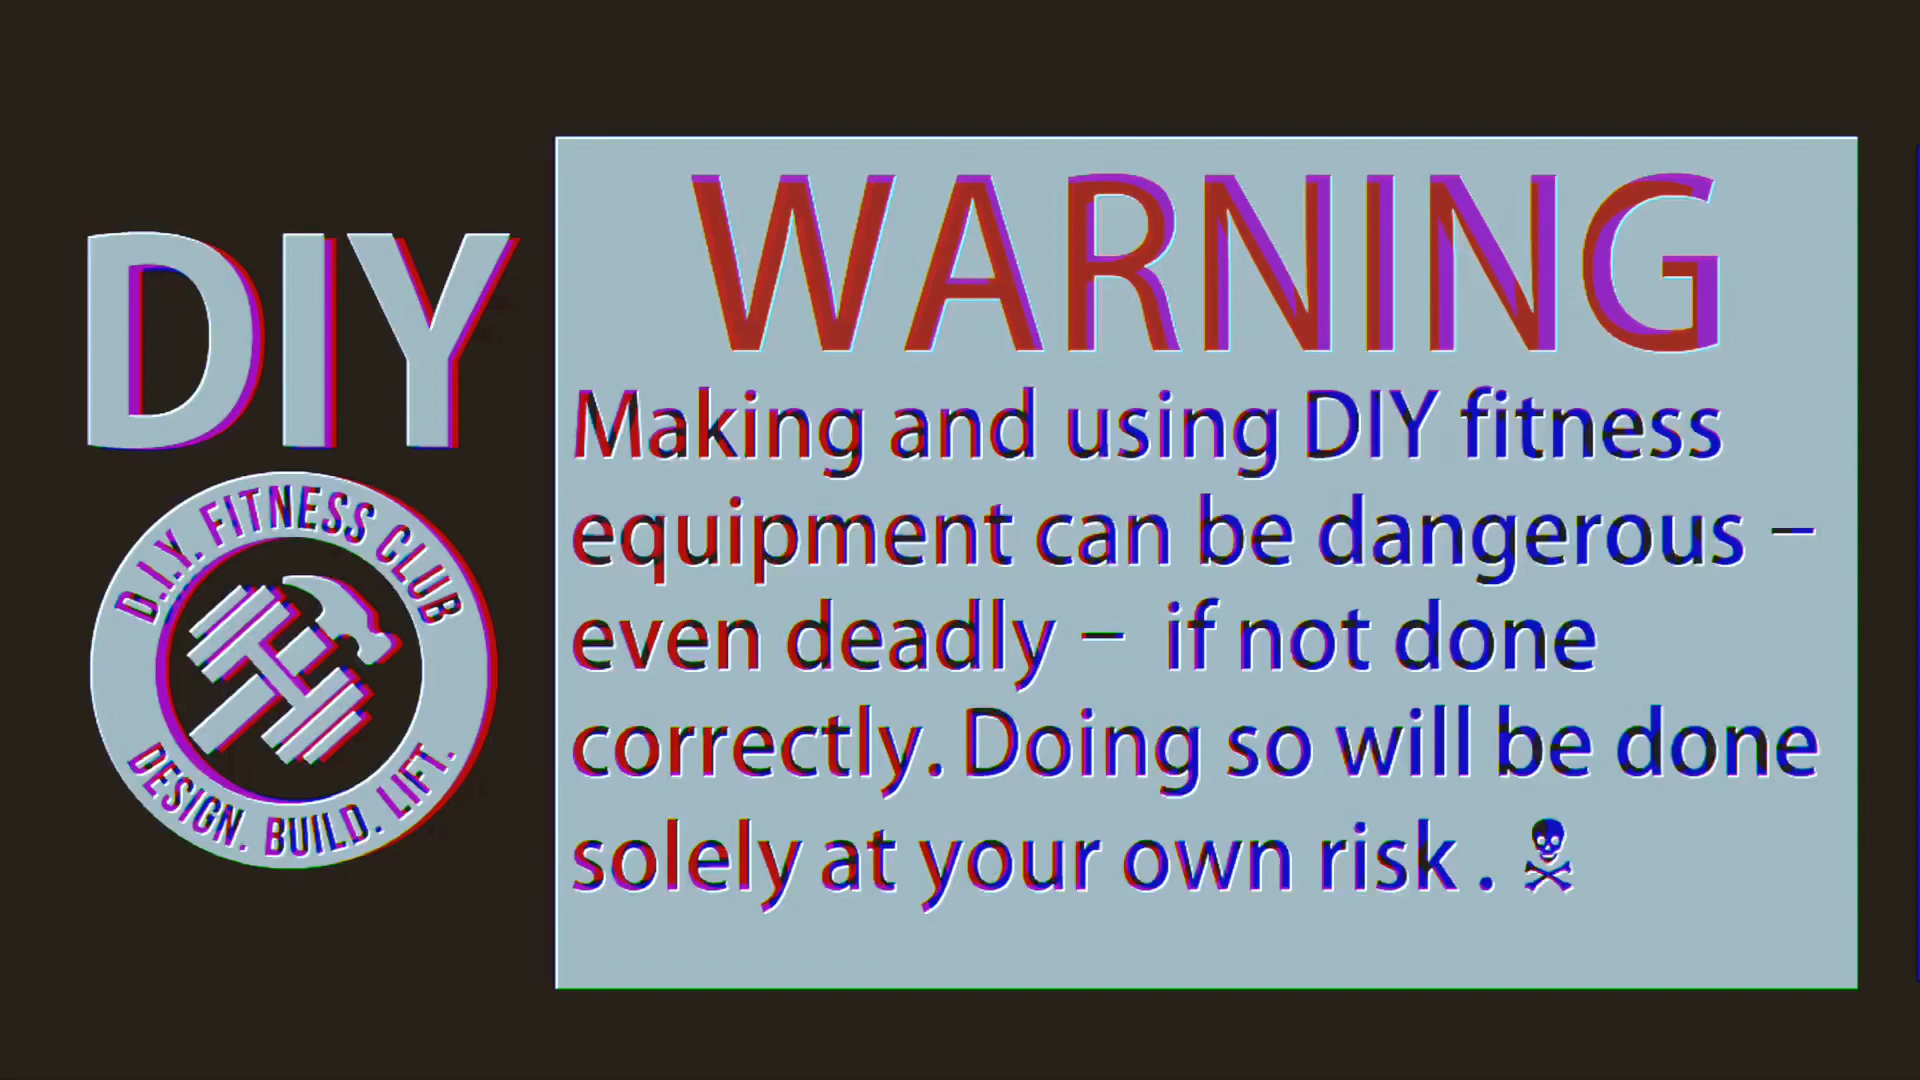 DIY
D.I.Y. FITNESS CLUB
DESIGN. BUILD. LIFT.
WARNING
Making and using DIY fitness
equipment can be dangerous –
even deadly – if not done
correctly. Doing so will be done
solely at your own risk . ☠